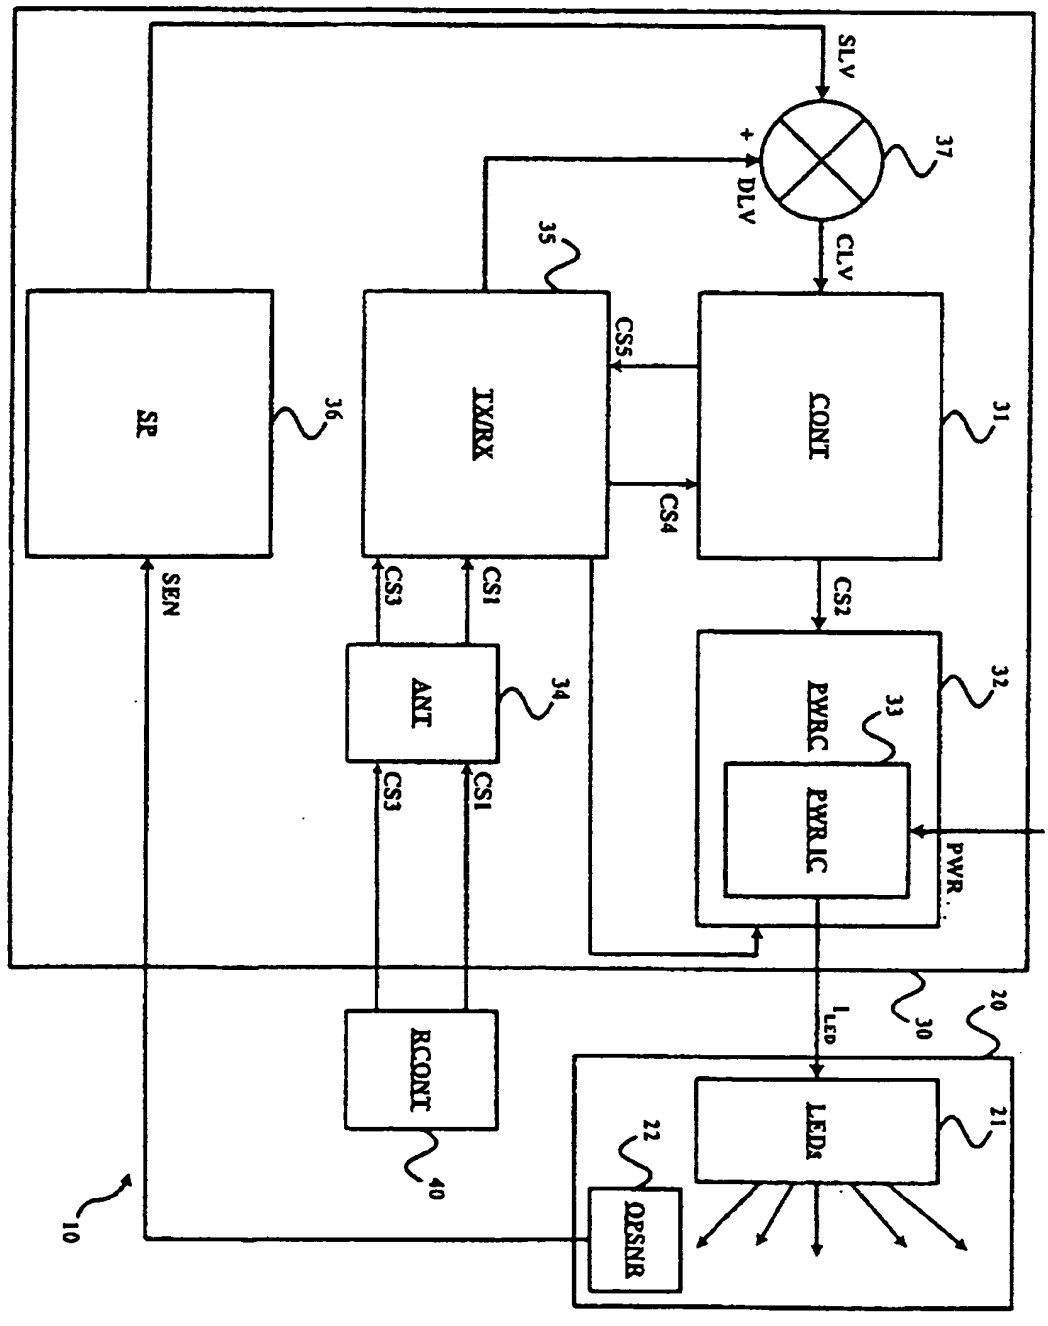 31
32
20
21
37
PWR
30
33
SLV
CLV
CS2
I LED
CONT
PWRC
PWR IC
LEDs
+
DLV
CS4
22
OPSNR
CS5
35
34
TX/RX
CS1
CS1
ANT
RCONT
40
CS3
CS3
36
SP
SEN
10